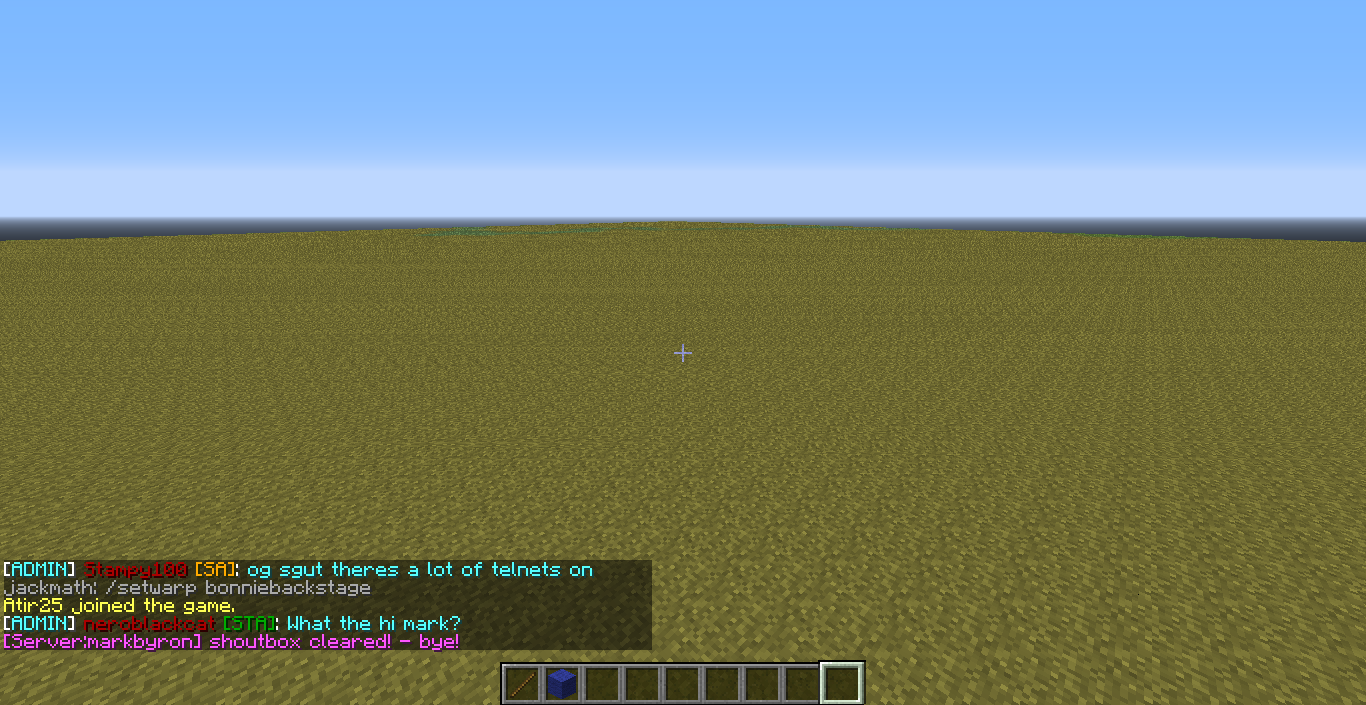 [ADMIN] Stampy100 [SA]: og sgut theres a lot of telnets on
jackmath: /setwarp bonniebackstage
Atir25 joined the game.
[ADMIN] neroblackcat [STA]: What the hi mark?
[Server:markbyron] shoutbox cleared! - bye!